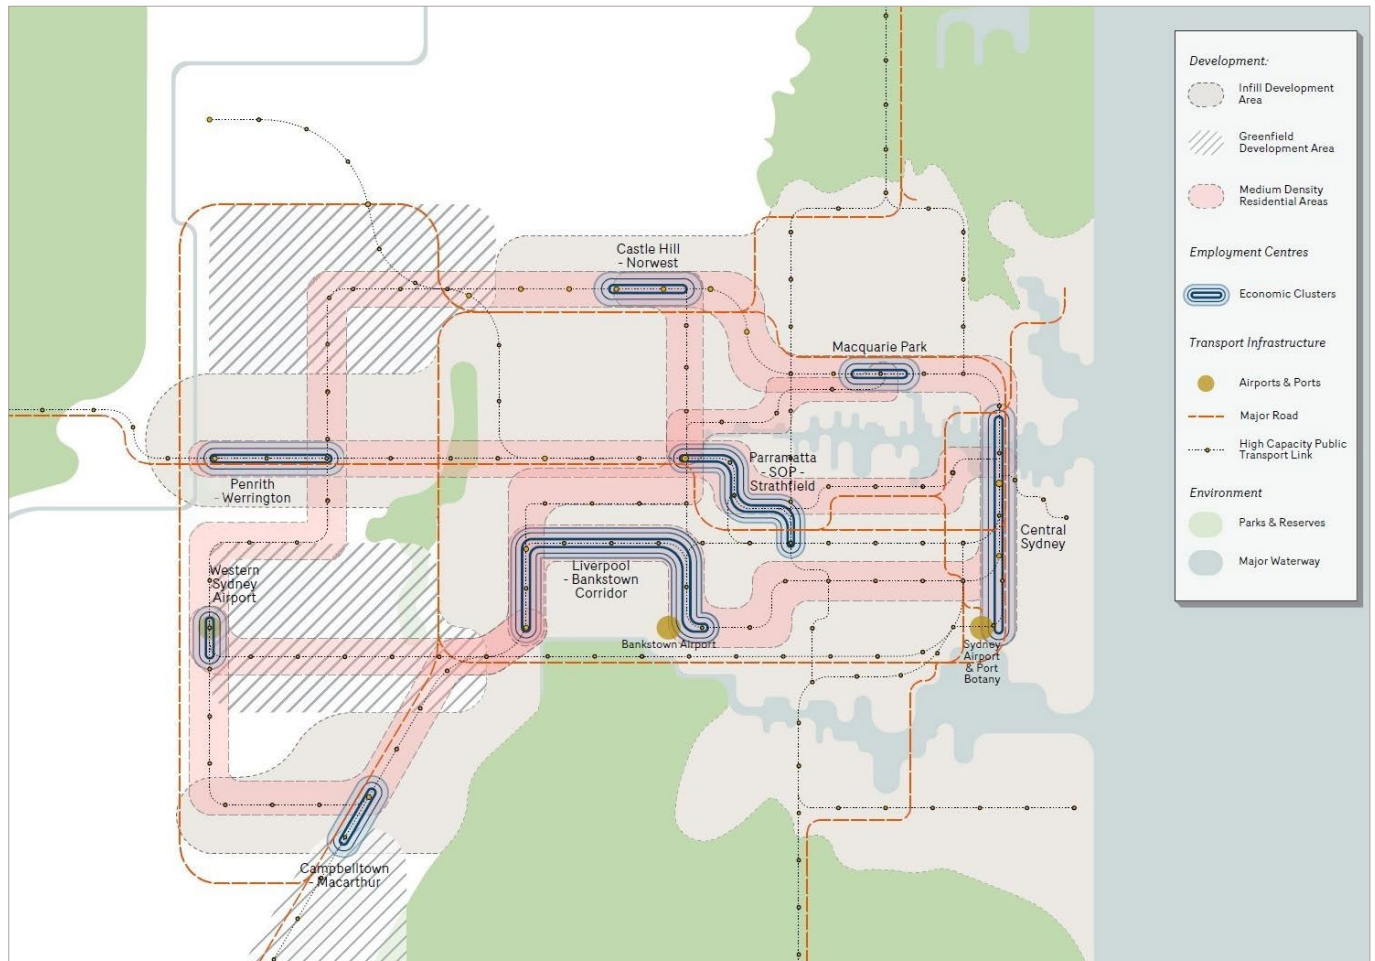 Castle Hill
- Norwest
Macquarie Park
Parramatta
- SOP -
Strathfield
Penrith
- Werrington
Central
Sydney
Western
Sydney
Airport
Liverpool
- Bankstown
Corridor
Bankstown Airport
Sydney
Airport
& Port
Botany
Campbelltown
- Macarthur
Development:
Infill Development
Area
Greenfield
Development Area
Medium Density
Residential Areas
Employment Centres
Economic Clusters
Transport Infrastructure
Airports & Ports
Major Road
High Capacity Public
Transport Link
Environment
Parks & Reserves
Major Waterway